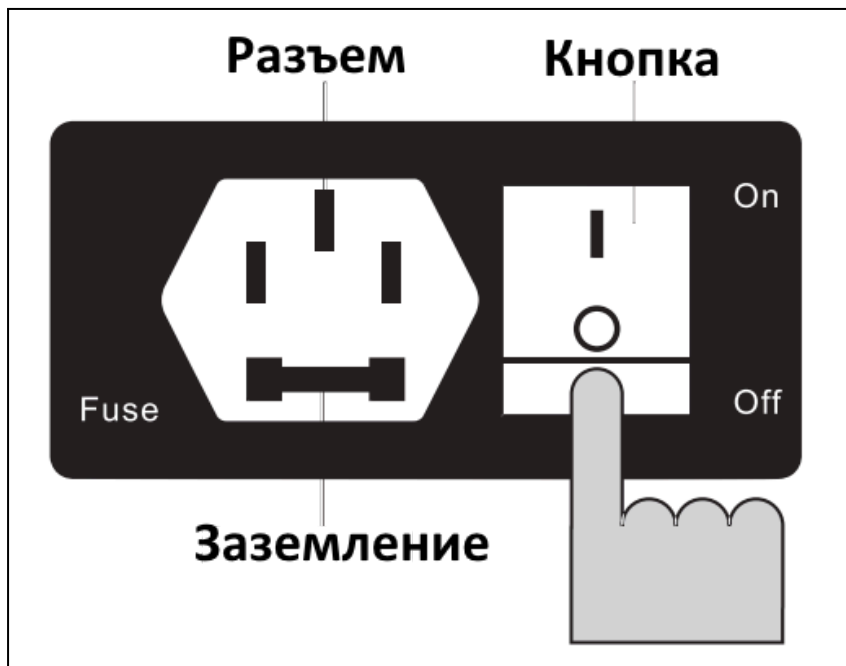 Разъем
Кнопка
On
Fuse
Off
Заземление